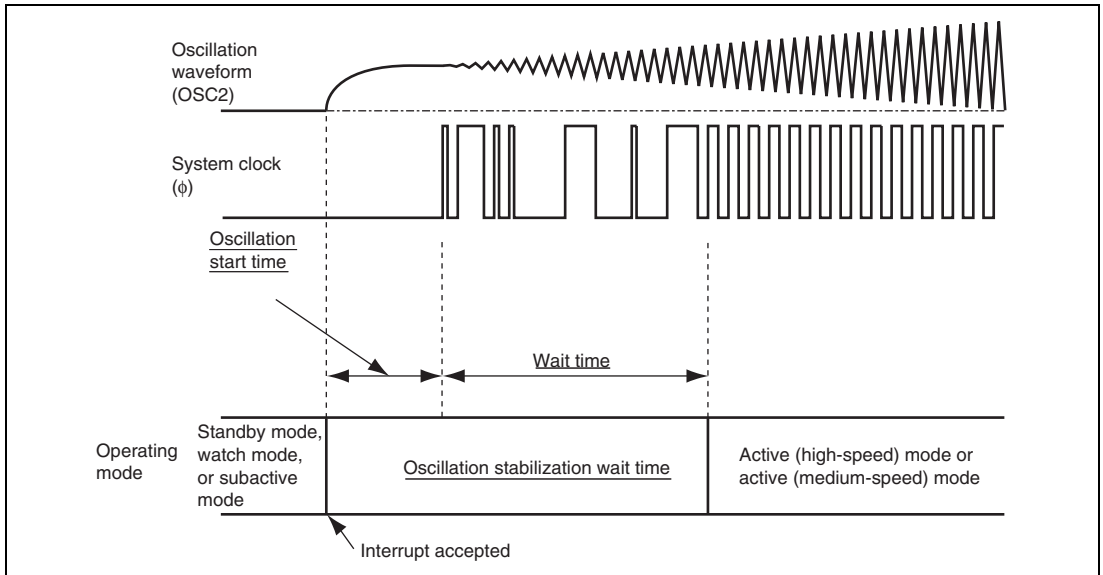 Oscillation
waveform
(OSC2)
System clock
(ϕ)
Oscillation
start time
Wait time
Operating
mode
Standby mode,
watch mode,
or subactive
mode
Oscillation stabilization wait time
Active (high-speed) mode or
active (medium-speed) mode
Interrupt accepted